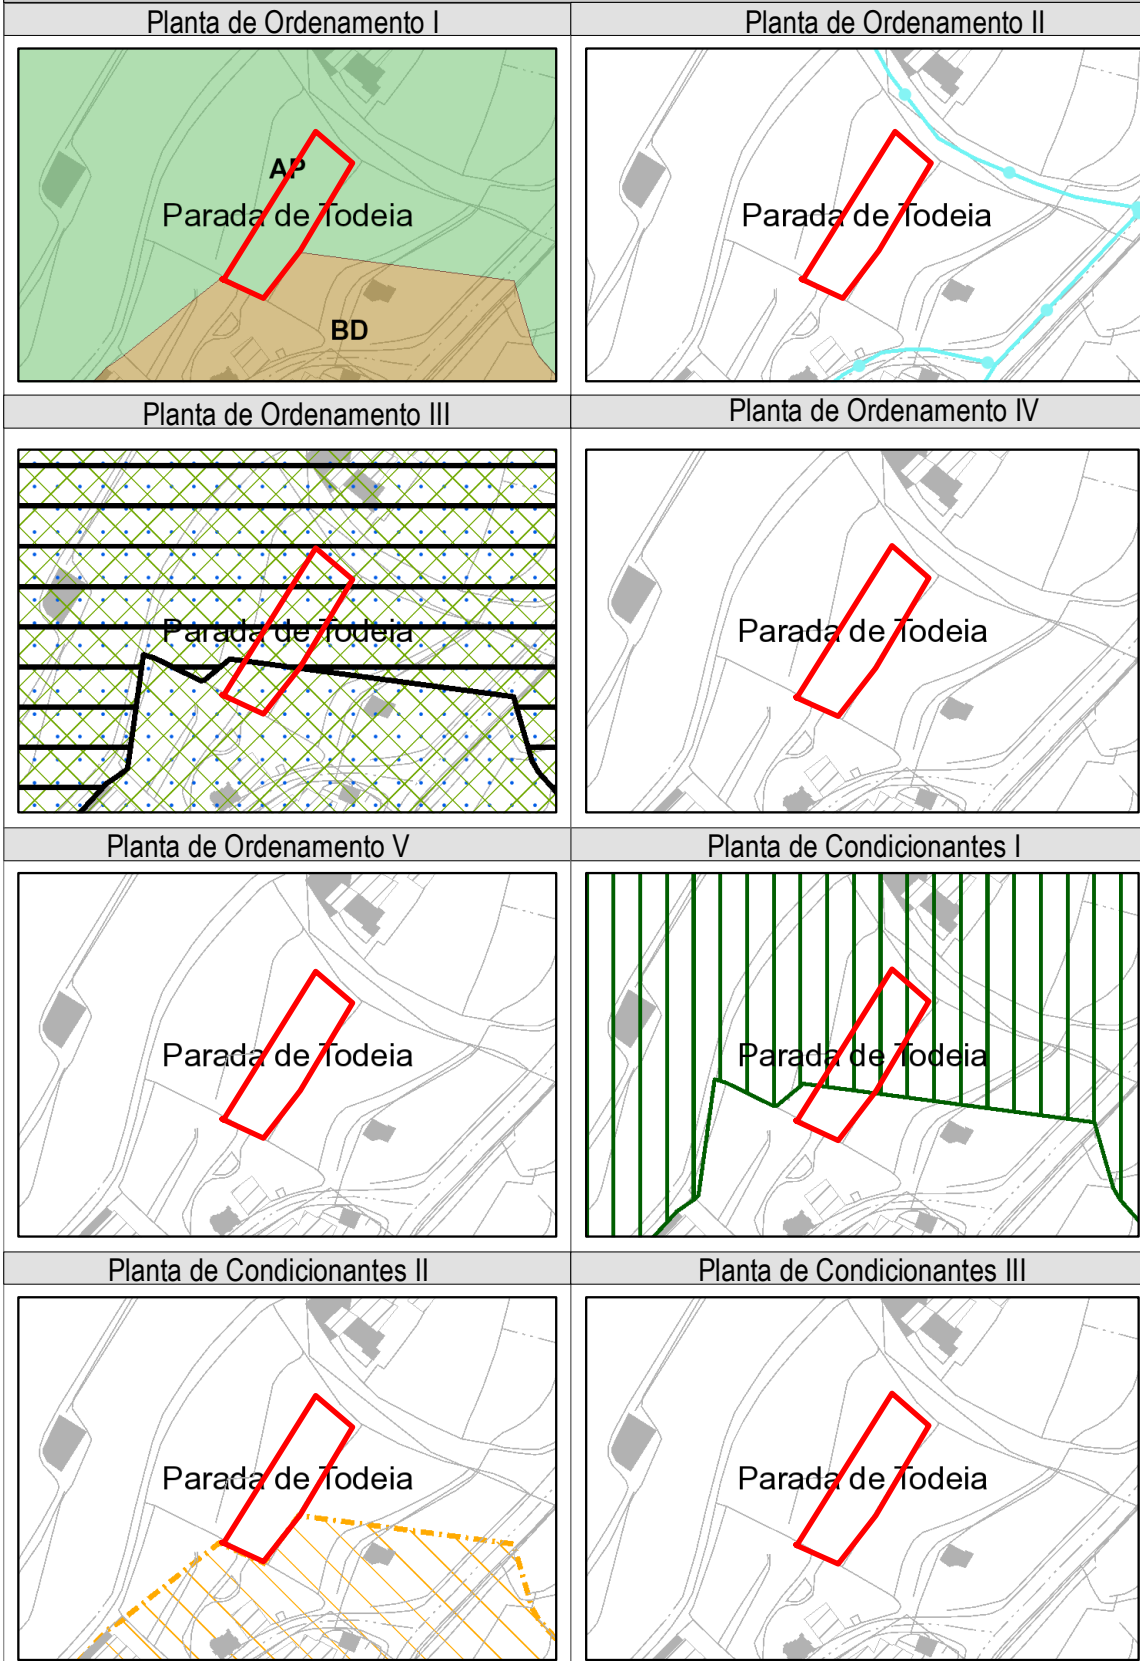 Planta de Ordenamento I
Planta de Ordenamento II
AP
Parada de Todeia
BD
Parada de Todeia
Planta de Ordenamento III
Planta de Ordenamento IV
Parada de Todeia
Parada de Todeia
Planta de Ordenamento V
Planta de Condicionantes I
Parada de Todeia
Parada de Todeia
Planta de Condicionantes II
Planta de Condicionantes III
Parada de Todeia
Parada de Todeia